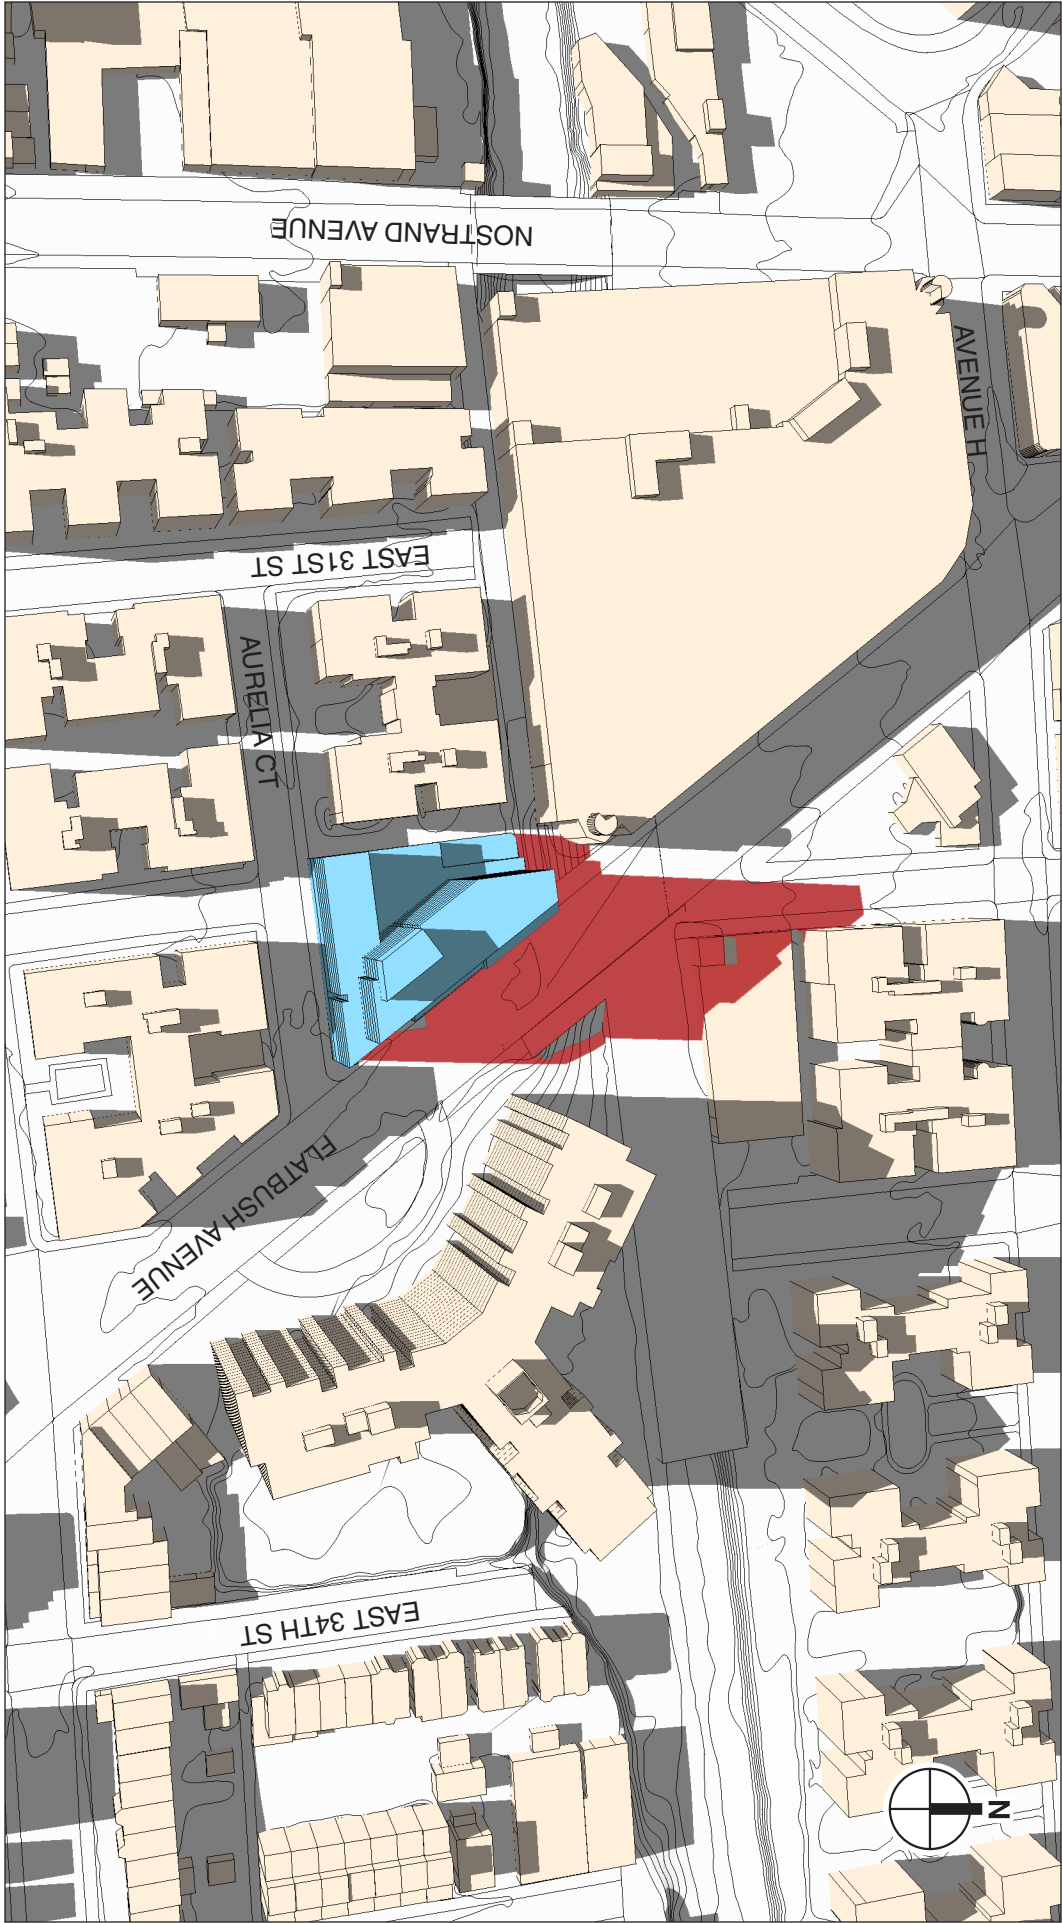 NOSTRAND AVENUE
AVENUE H
EAST 31ST ST
AURELIA CT
FLATBUSH AVENUE
EAST 34TH ST
N